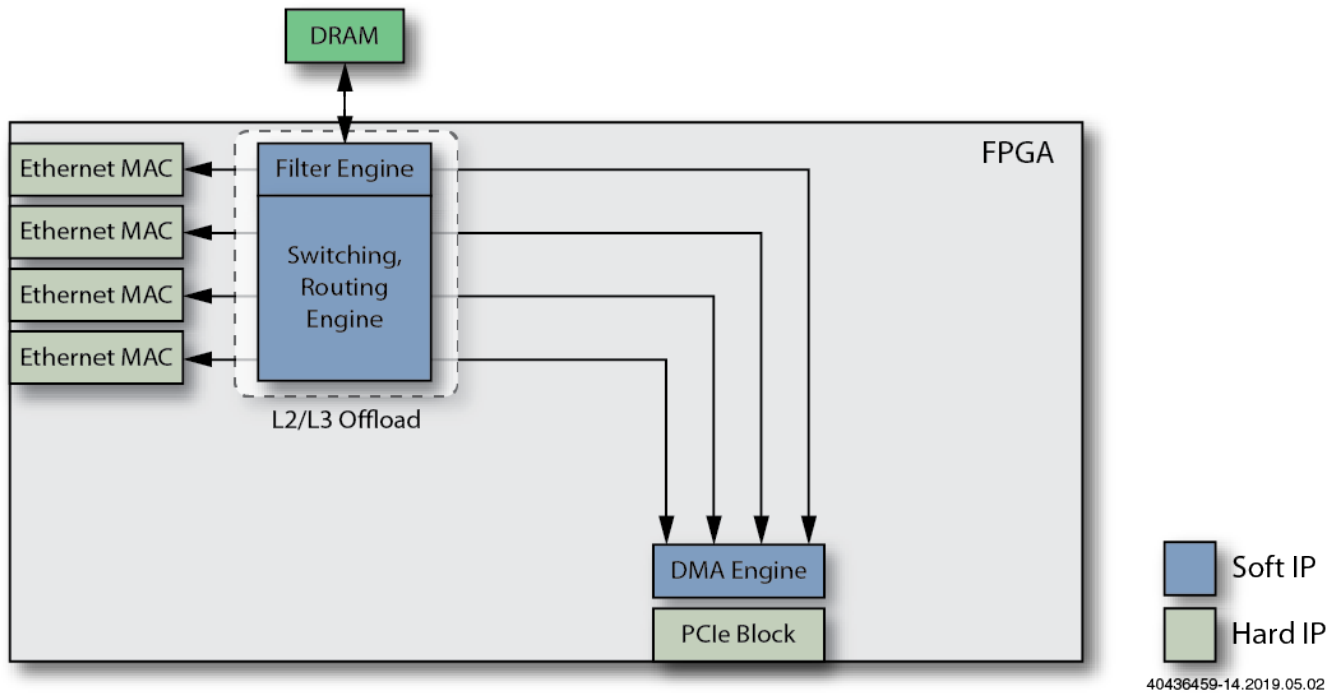 DRAM
FPGA
Ethernet MAC
Filter Engine
Ethernet MAC
Switching,
Routing
Engine
Ethernet MAC
Ethernet MAC
L2/L3 Offload
DMA Engine
PCIe Block
Soft IP
Hard IP
40436459-14.2019.05.02